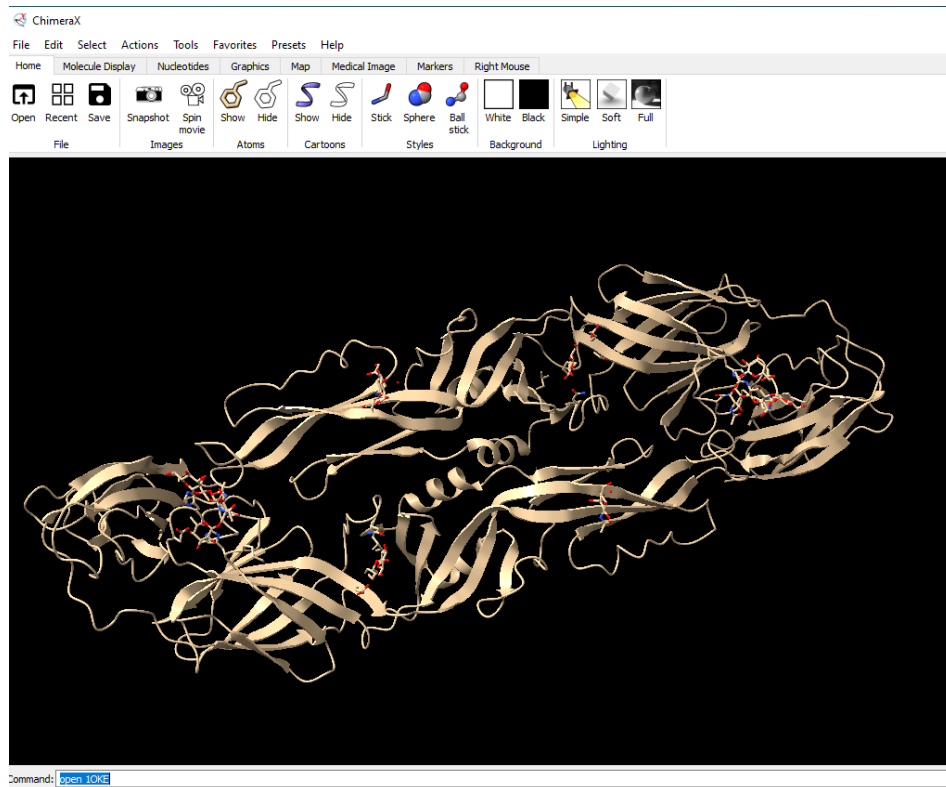 ChimeraX
File Edit Select Actions Tools Favorites Presets Help
Home Molecule Display Nucleotides Graphics Map Medical Image Markers Right Mouse
Open Recent Save Snapshot Spin movie Show Hide Show Hide Stick Sphere Ball stick White Black Simple Soft Full
File Images Atoms Cartoons Styles Background Lighting
Command: open 1OKE